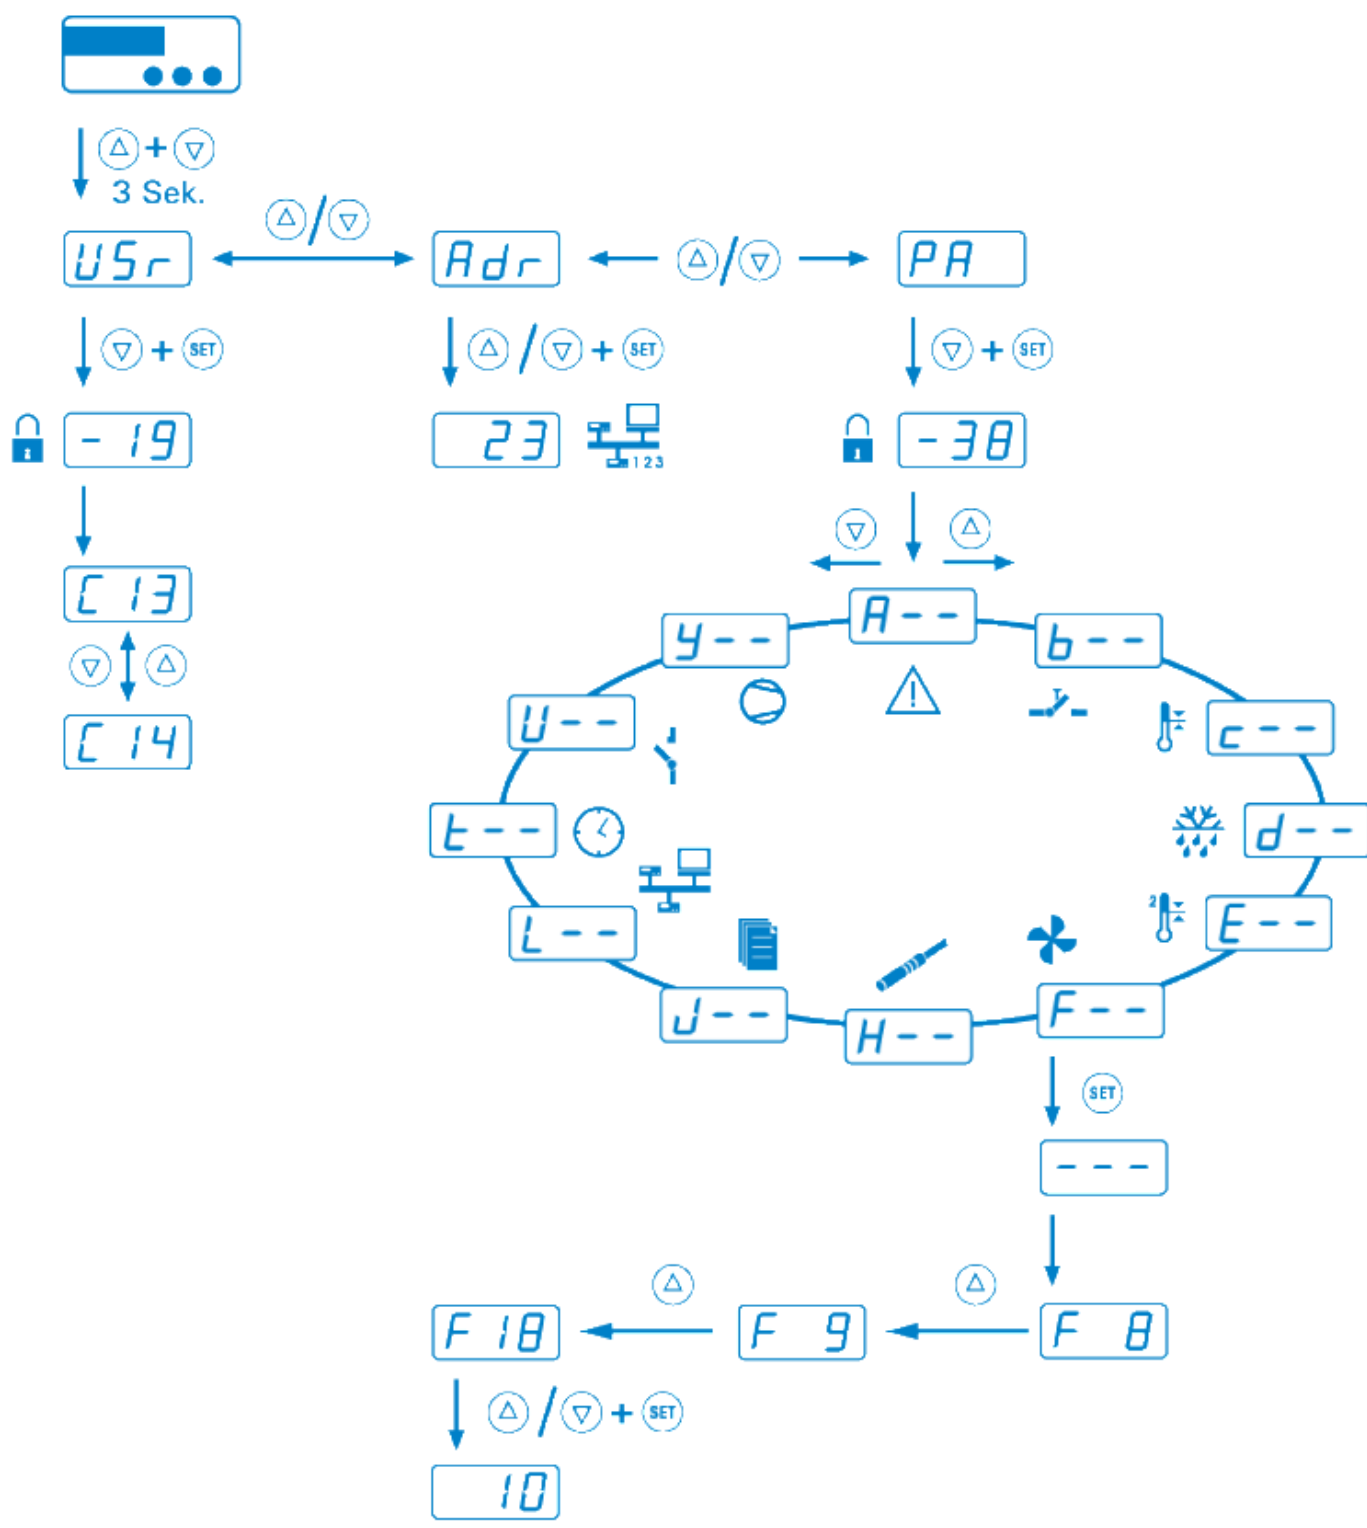 +
3 Sek.
/
USr
Adr
/
PA
+ SET
/ + SET
+ SET
-19
23
123
-38
C13
C14
A--
y--
b--
T
U--
c--
t--
d--
L--
2
E--
J--
H--
F--
SET
---
F18
F 9
F 8
/ + SET
10